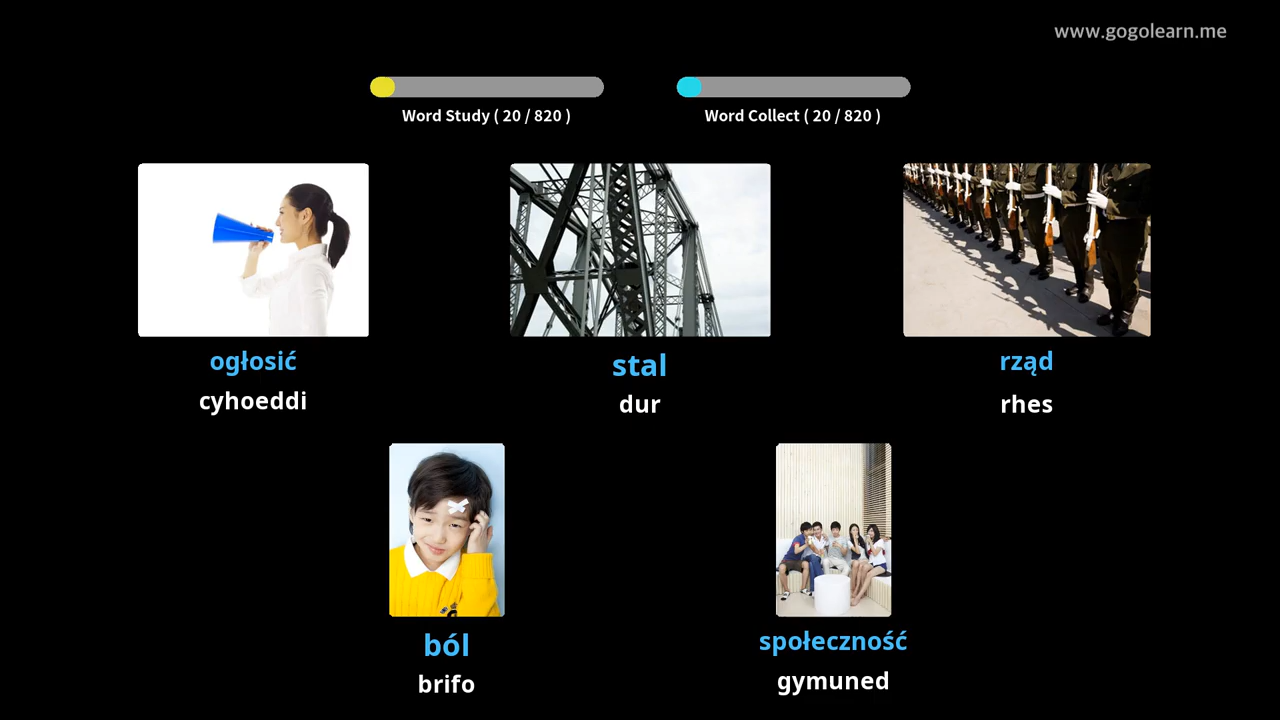 www.gogolearn.me
Word Study ( 20 / 820 )
Word Collect ( 20 / 820 )
ogłosić
cyhoeddi
stal
dur
rząd
rhes
ból
brifo
społeczność
gymuned